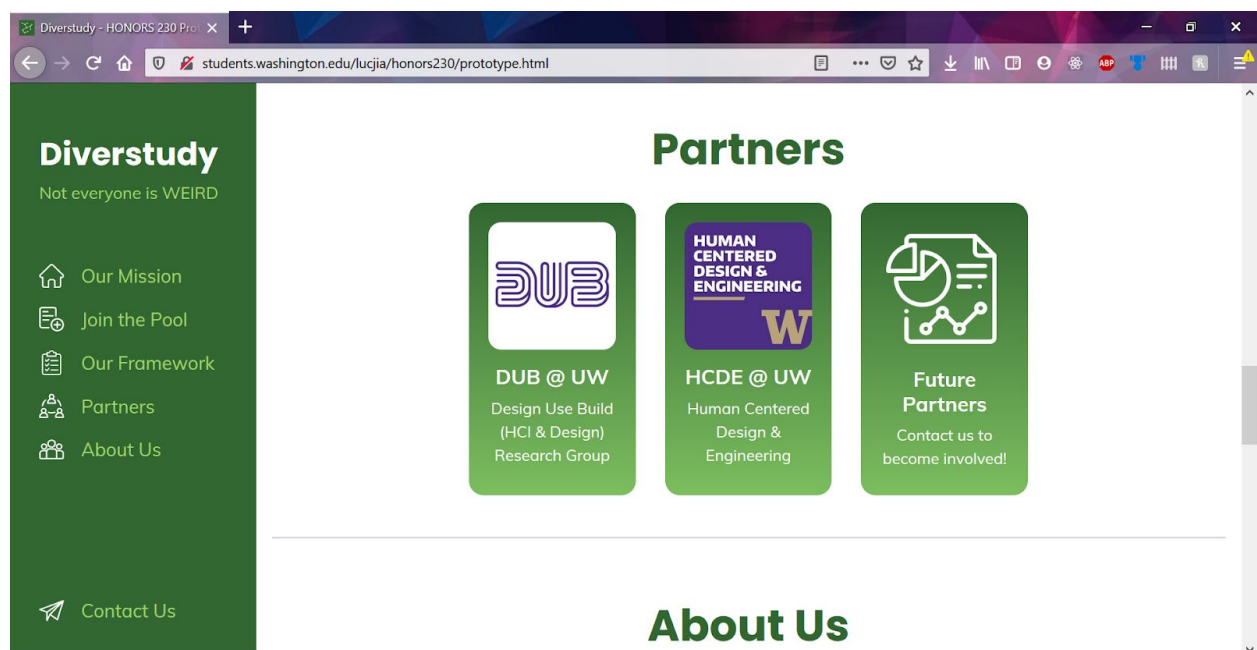 Diverstudy - HONORS 230 Pro
students.washington.edu/lucjia/honors230/prototype.html
ABP
Diverstudy
Not everyone is WEIRD
Our Mission
Join the Pool
Our Framework
Partners
About Us
Contact Us
Partners
DUB
DUB @ UW
Design Use Build
(HCI & Design)
Research Group
HUMAN
CENTERED
DESIGN &
ENGINEERING
W
HCDE @ UW
Human Centered
Design &
Engineering
Future
Partners
Contact us to
become involved!
About Us